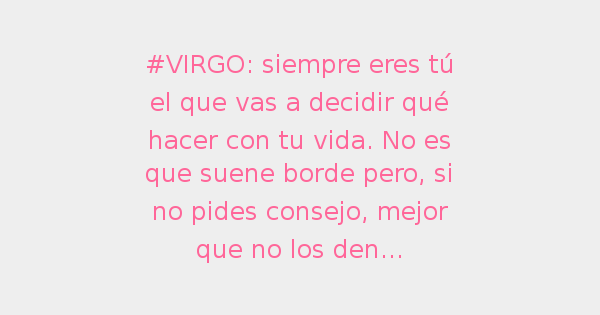 #VIRGO: siempre eres tú
el que vas a decidir qué
hacer con tu vida. No es
que suene borde pero, si
no pides consejo, mejor
que no los den...